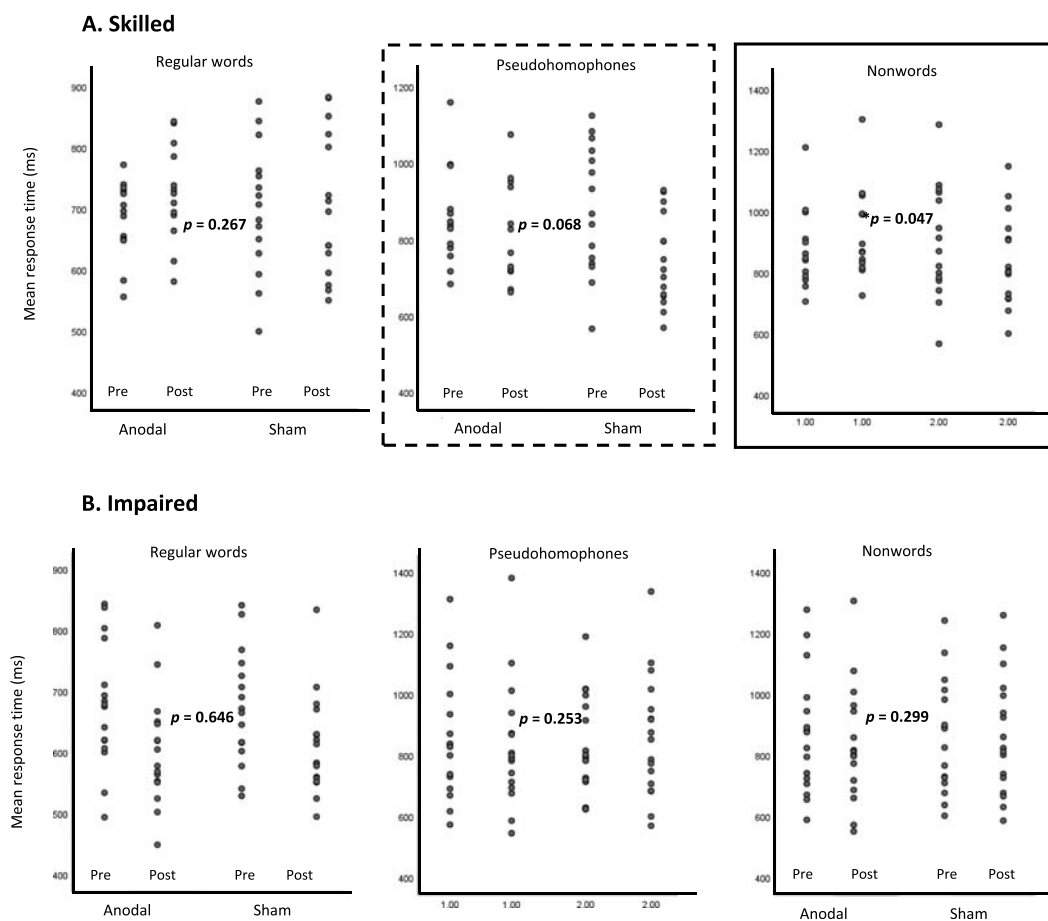 A. Skilled
Regular words
Mean response time (ms)
900
800
700
600
500
400
p = 0.267
Pre Post Pre Post
Anodal Sham
Pseudohomophones
1200
1000
800
600
400
p = 0.068
Pre Post Pre Post
Anodal Sham
Nonwords
1400
1200
1000
800
600
400
*p = 0.047
1.00 1.00 2.00 2.00
B. Impaired
Regular words
Mean response time (ms)
900
800
700
600
500
400
p = 0.646
Pre Post Pre Post
Anodal Sham
Pseudohomophones
1400
1200
1000
800
600
400
p = 0.253
1.00 1.00 2.00 2.00
Nonwords
1400
1200
1000
800
600
400
p = 0.299
Pre Post Pre Post
Anodal Sham